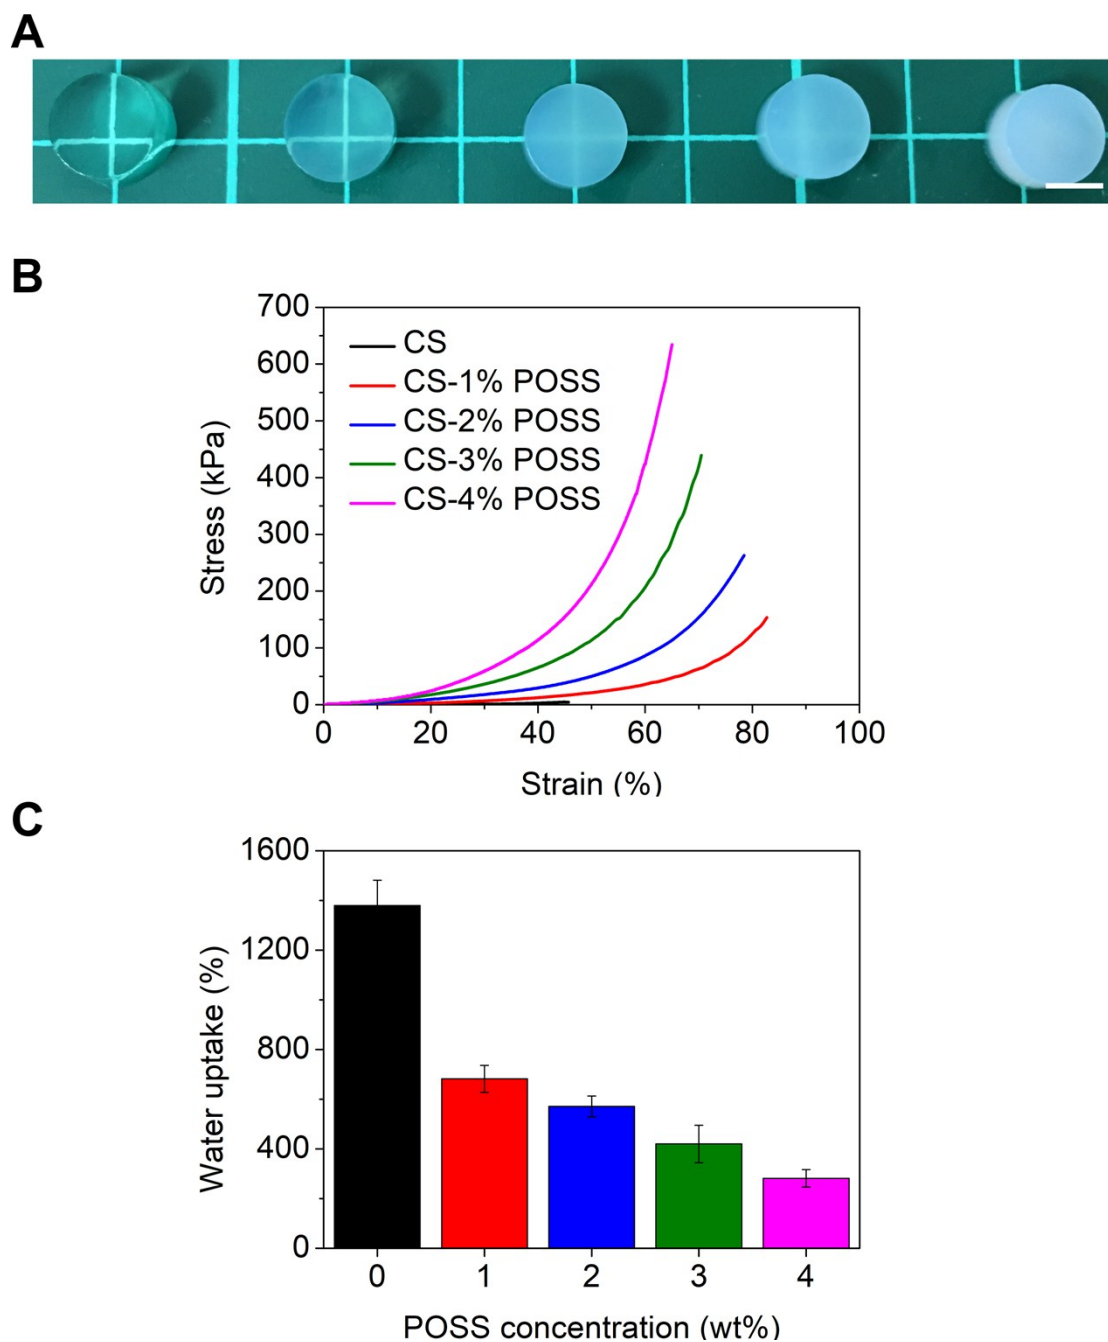 A
B
700
600
500
400
300
200
100
0
Stress (kPa)
CS
CS-1% POSS
CS-2% POSS
CS-3% POSS
CS-4% POSS
0 20 40 60 80 100
Strain (%)
C
1600
1200
800
400
0
Water uptake (%)
0 1 2 3 4
POSS concentration (wt%)